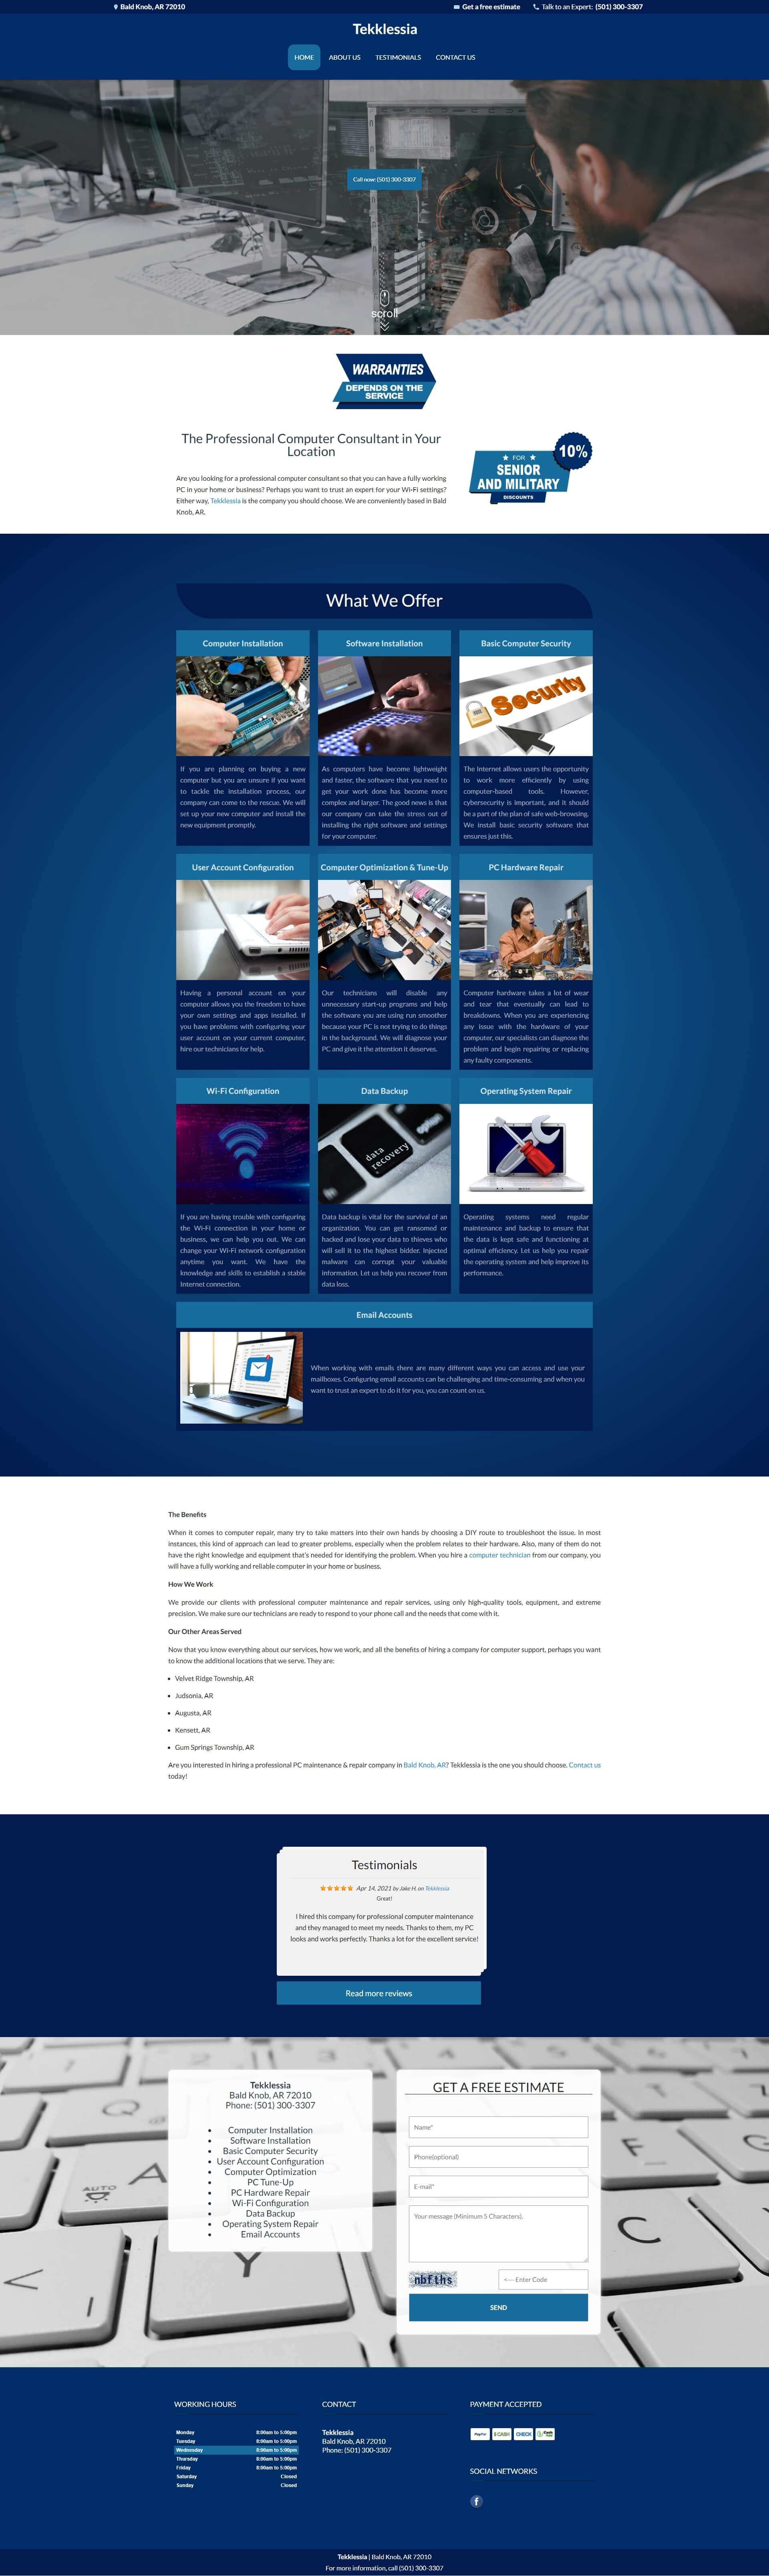 Bald Knob, AR 72010
Get a free estimate
Talk to an Expert: (501) 300-3307
Tekklessia
HOME
ABOUT US
TESTIMONIALS
CONTACT US
Call now: (501) 300-3307
scroll
WARRANTIES
DEPENDS ON THE
SERVICE
The Professional Computer Consultant in Your
Location
Are you looking for a professional computer consultant so that you can have a fully working
PC in your home or business? Perhaps you want to trust an expert for your Wi-Fi settings?
Either way, Tekklessia is the company you should choose. We are conveniently based in Bald
Knob, AR.
10%
FOR
SENIOR
AND MILITARY
DISCOUNTS
What We Offer
Computer Installation
If you are planning on buying a new
computer but you are unsure if you want
to tackle the installation process, our
company can come to the rescue. We will
set up your new computer and install the
new equipment promptly.
Software Installation
As computers have become lightweight
and faster, the software that you need to
get your work done has become more
complex and larger. The good news is that
our company can take the stress out of
installing the right software and settings
for your computer.
Basic Computer Security
Security
The Internet allows users the opportunity
to work more efficiently by using
computer-based tools. However,
cybersecurity is important, and it should
be a part of the plan of safe web-browsing.
We install basic security software that
ensures just this.
User Account Configuration
Having a personal account on your
computer allows you the freedom to have
your own settings and apps installed. If
you have problems with configuring your
user account on your current computer,
hire our technicians for help.
Computer Optimization & Tune-Up
Our technicians will disable any
unnecessary start-up programs and help
the software you are using run smoother
because your PC is not trying to do things
in the background. We will diagnose your
PC and give it the attention it deserves.
PC Hardware Repair
Computer hardware takes a lot of wear
and tear that eventually can lead to
breakdowns. When you are experiencing
any issue with the hardware of your
computer, our specialists can diagnose the
problem and begin repairing or replacing
any faulty components.
Wi-Fi Configuration
If you are having trouble with configuring
the Wi-Fi connection in your home or
business, we can help you out. We can
change your Wi-Fi network configuration
anytime you want. We have the
knowledge and skills to establish a stable
Internet connection.
Data Backup
data
recovery
Data backup is vital for the survival of an
organization. You can get ransomed or
hacked and lose your data to thieves who
will sell it to the highest bidder. Injected
malware can corrupt your valuable
information. Let us help you recover from
data loss.
Operating System Repair
Operating systems need regular
maintenance and backup to ensure that
the data is kept safe and functioning at
optimal efficiency. Let us help you repair
the operating system and help improve its
performance.
Email Accounts
When working with emails there are many different ways you can access and use your
mailboxes. Configuring email accounts can be challenging and time-consuming and when you
want to trust an expert to do it for you, you can count on us.
The Benefits
When it comes to computer repair, many try to take matters into their own hands by choosing a DIY route to troubleshoot the issue. In most
instances, this kind of approach can lead to greater problems, especially when the problem relates to their hardware. Also, many of them do not
have the right knowledge and equipment that's needed for identifying the problem. When you hire a computer technician from our company, you
will have a fully working and reliable computer in your home or business.
How We Work
We provide our clients with professional computer maintenance and repair services, using only high-quality tools, equipment, and extreme
precision. We make sure our technicians are ready to respond to your phone call and the needs that come with it.
Our Other Areas Served
Now that you know everything about our services, how we work, and all the benefits of hiring a company for computer support, perhaps you want
to know the additional locations that we serve. They are:
• Velvet Ridge Township, AR
• Judsonia, AR
• Augusta, AR
• Kensett, AR
• Gum Springs Township, AR
Are you interested in hiring a professional PC maintenance & repair company in Bald Knob, AR? Tekklessia is the one you should choose. Contact us
today!
Testimonials
Apr 14, 2021 by Jake H. on Tekklessia
Great!
I hired this company for professional computer maintenance
and they managed to meet my needs. Thanks to them, my PC
looks and works perfectly. Thanks a lot for the excellent service!
Read more reviews
Tekklessia
Bald Knob, AR 72010
Phone: (501) 300-3307
• Computer Installation
• Software Installation
• Basic Computer Security
• User Account Configuration
• Computer Optimization
• PC Tune-Up
• PC Hardware Repair
• Wi-Fi Configuration
• Data Backup
• Operating System Repair
• Email Accounts
GET A FREE ESTIMATE
Name*
Phone(optional)
E-mail*
Your message (Minimum 5 Characters).
nbfths
<--- Enter Code
SEND
AUTO
WORKING HOURS
Monday 8:00am to 5:00pm
Tuesday 8:00am to 5:00pm
Wednesday 8:00am to 5:00pm
Thursday 8:00am to 5:00pm
Friday 8:00am to 5:00pm
Saturday Closed
Sunday Closed
CONTACT
Tekklessia
Bald Knob, AR 72010
Phone: (501) 300-3307
PAYMENT ACCEPTED
PayPal
CASH
CHECK
Cash
SOCIAL NETWORKS
f
Tekklessia | Bald Knob, AR 72010
For more information, call (501) 300-3307